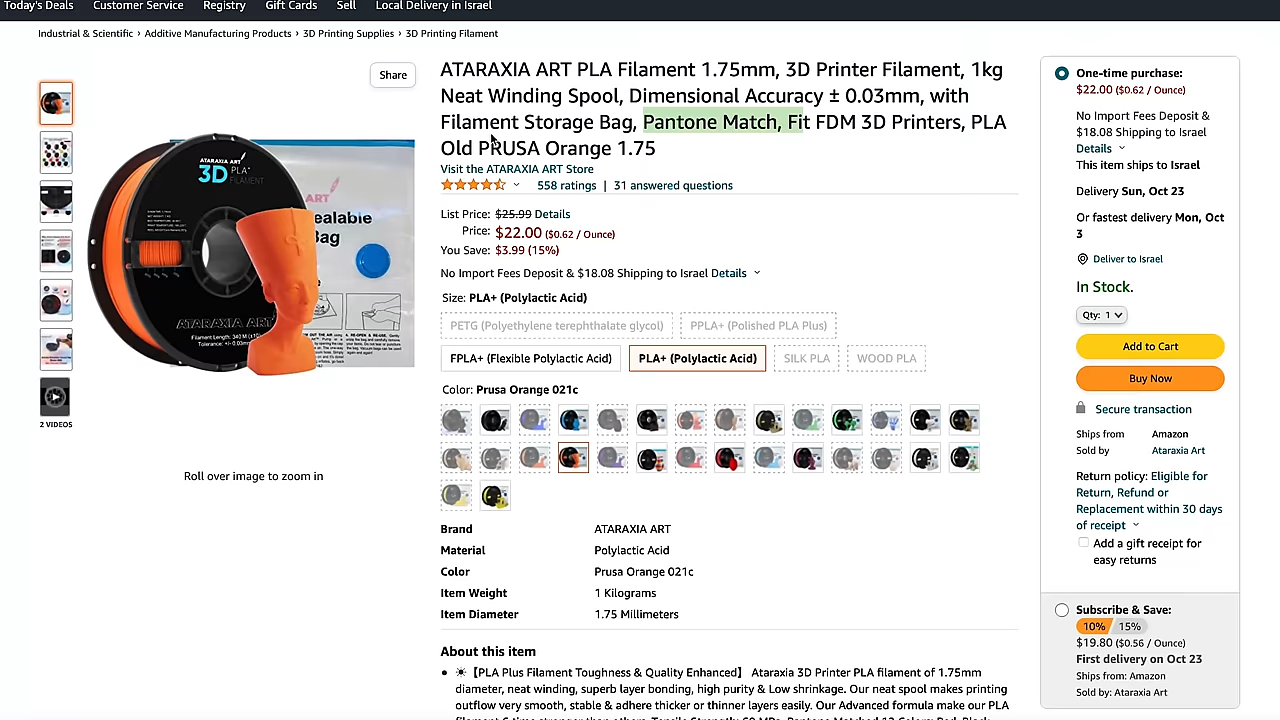 Today's Deals Customer Service Registry Gift Cards Sell Local Delivery in Israel
Industrial & Scientific › Additive Manufacturing Products › 3D Printing Supplies › 3D Printing Filament
Share
ATARAXIA ART PLA Filament 1.75mm, 3D Printer Filament, 1kg
Neat Winding Spool, Dimensional Accuracy ± 0.03mm, with
Filament Storage Bag, Pantone Match, Fit FDM 3D Printers, PLA
Old PRUSA Orange 1.75
Visit the ATARAXIA ART Store
558 ratings | 31 answered questions
List Price: $25.99 Details
Price: $22.00 ($0.62 / Ounce)
You Save: $3.99 (15%)
No Import Fees Deposit & $18.08 Shipping to Israel Details
Size: PLA+ (Polylactic Acid)
PETG (Polyethylene terephthalate glycol) PPLA+ (Polished PLA Plus)
FPLA+ (Flexible Polylactic Acid) PLA+ (Polylactic Acid) SILK PLA WOOD PLA
Color: Prusa Orange 021c
Brand ATARAXIA ART
Material Polylactic Acid
Color Prusa Orange 021c
Item Weight 1 Kilograms
Item Diameter 1.75 Millimeters
About this item
• ☀【PLA Plus Filament Toughness & Quality Enhanced】 Ataraxia 3D Printer PLA filament of 1.75mm
diameter, neat winding, superb layer bonding, high purity & Low shrinkage. Our neat spool makes printing
outflow very smooth, stable & adhere thicker or thinner layers easily. Our Advanced formula make our PLA
ATARAXIA ART
3D PLA+
FILAMENT
ART
ealable
Bag
ATARAXIA ART
Filament Length: 340 M
Tolerance: +/- 0.03mm
2 VIDEOS
Roll over image to zoom in
One-time purchase:
$22.00 ($0.62 / Ounce)
No Import Fees Deposit &
$18.08 Shipping to Israel
Details
This item ships to Israel
Delivery Sun, Oct 23
Or fastest delivery Mon, Oct
3
Deliver to Israel
In Stock.
Qty: 1
Add to Cart
Buy Now
Secure transaction
Ships from Amazon
Sold by Ataraxia Art
Return policy: Eligible for
Return, Refund or
Replacement within 30 days
of receipt
Add a gift receipt for
easy returns
Subscribe & Save:
10% 15%
$19.80 ($0.56 / Ounce)
First delivery on Oct 23
Ships from: Amazon
Sold by: Ataraxia Art